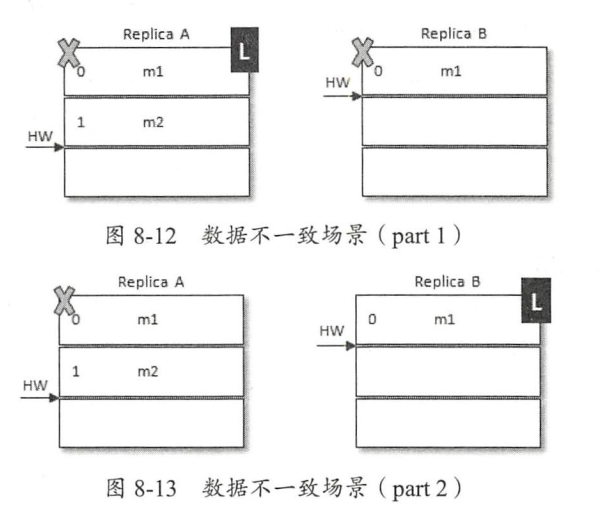 Replica A
Replica B
L
0 m1
0 m1
1 m2
HW
HW
图 8-12 数据不一致场景（part 1）
Replica A
Replica B
L
0 m1
0 m1
1 m2
HW
HW
图 8-13 数据不一致场景（part 2）